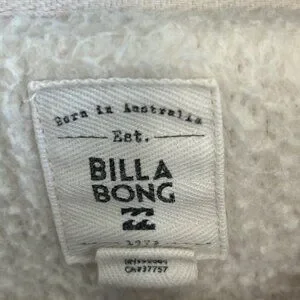 Born in Australia
Est.
BILLA
BONG
1973
CA#37757